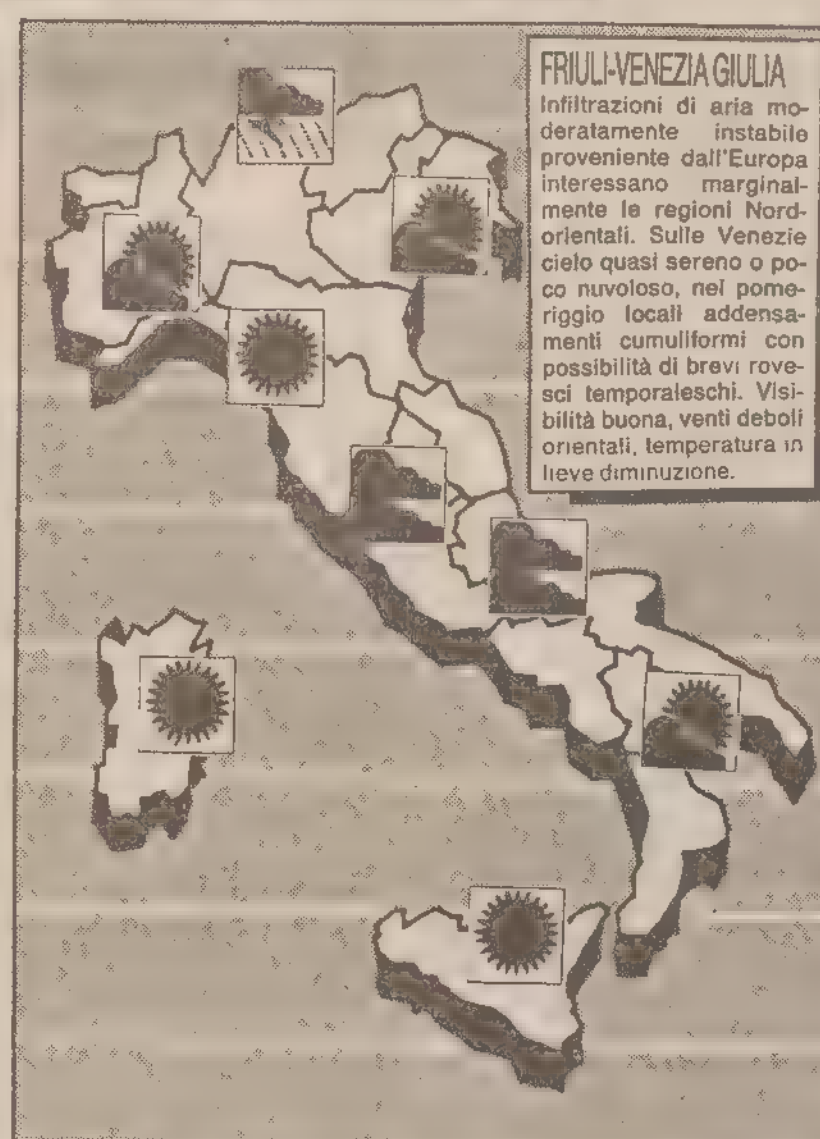 FRIULI-VENEZIA GIULIA
Infiltrazioni di aria mo-
deratamente instabile
proveniente dall'Europa
interessano marginal-
mente le regioni Nord-
orientali. Sulle Venezie
cielo quasi sereno o po-
co nuvoloso, nel pome-
riggio locali addensa-
menti cumuliformi con
possibilità di brevi rove-
sci temporaleschi. Visi-
bilità buona, venti deboli
orientali, temperatura in
lieve diminuzione.